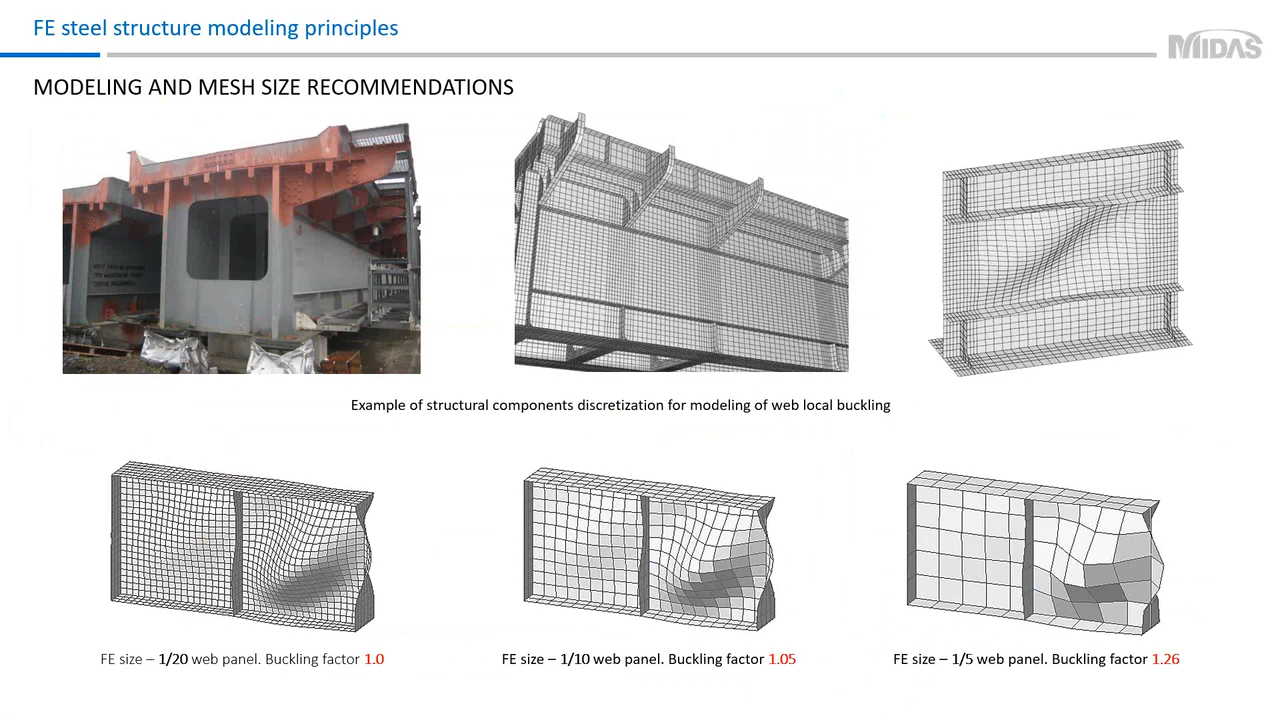 FE steel structure modeling principles
MIDAS
MODELING AND MESH SIZE RECOMMENDATIONS
Example of structural components discretization for modeling of web local buckling
FE size – 1/20 web panel. Buckling factor 1.0
FE size – 1/10 web panel. Buckling factor 1.05
FE size – 1/5 web panel. Buckling factor 1.26